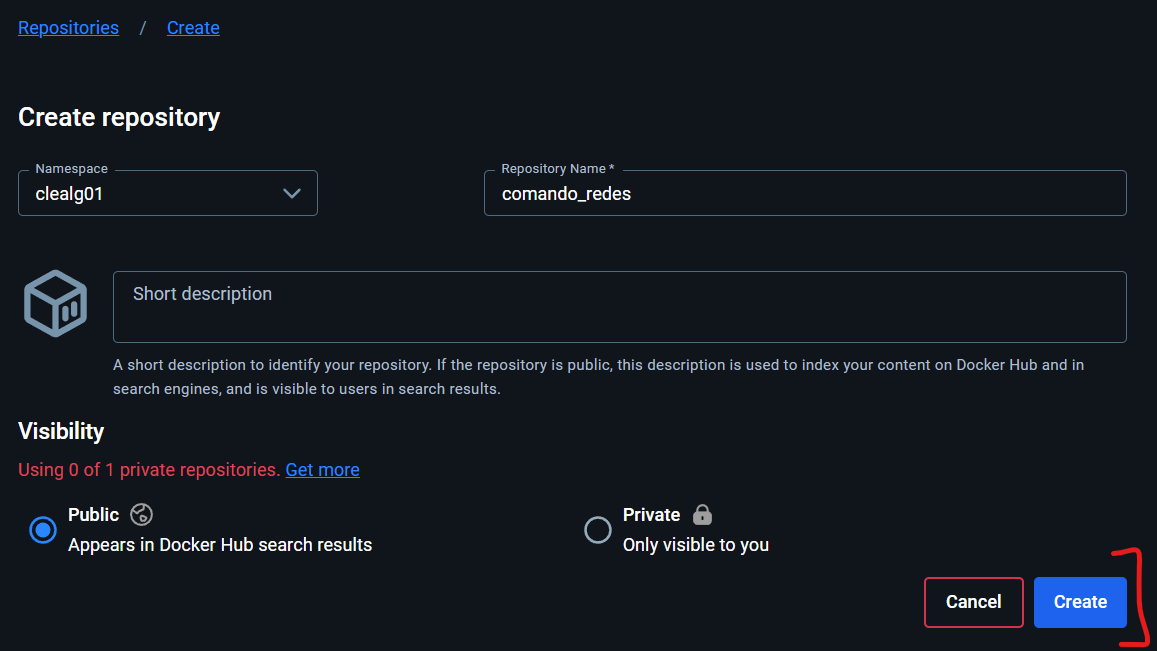 Repositories / Create
Create repository
Namespace
clealg01
Repository Name *
comando_redes
Short description
A short description to identify your repository. If the repository is public, this description is used to index your content on Docker Hub and in
search engines, and is visible to users in search results.
Visibility
Using 0 of 1 private repositories. Get more
Public
Appears in Docker Hub search results
Private
Only visible to you
Cancel
Create